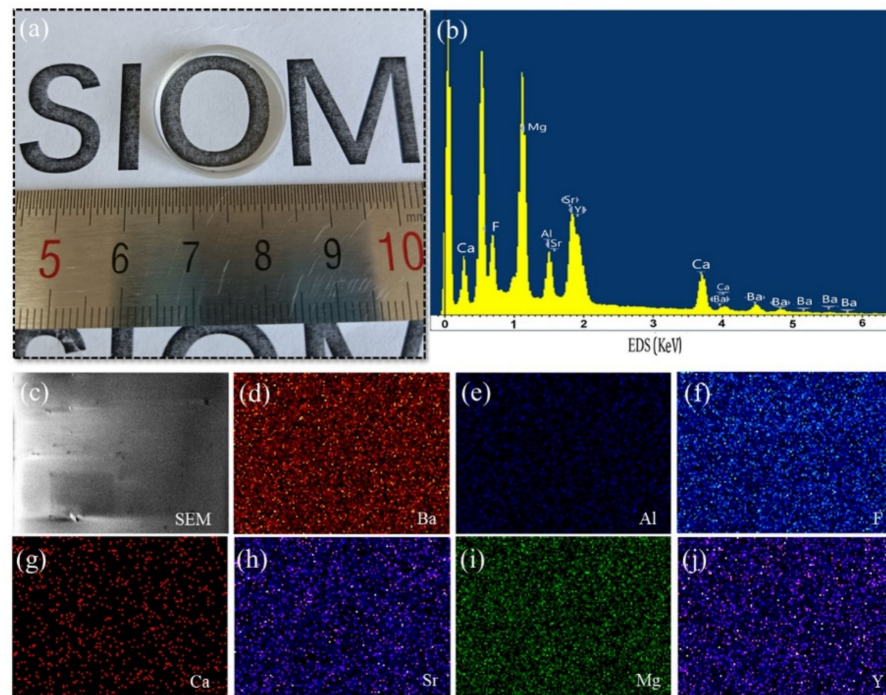 (a)
SIOM
mm
5 6 7 8 9 10
SIOM
(b)
Ca
F
Mg
Al
Sr
Sr
Y
Ca
Ca
Ba
Ba
Ba
Ba
Ba
Ba
0 1 2 3 4 5 6
EDS (KeV)
(c)
SEM
(d)
Ba
(e)
Al
(f)
F
(g)
Ca
(h)
Sr
(i)
Mg
(j)
Y